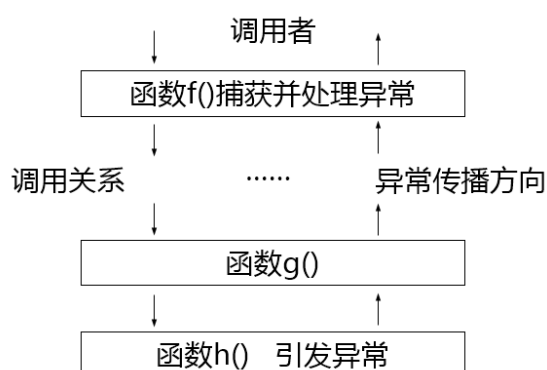 调用者
函数f()捕获并处理异常
调用关系 …… 异常传播方向
函数g()
函数h() 引发异常